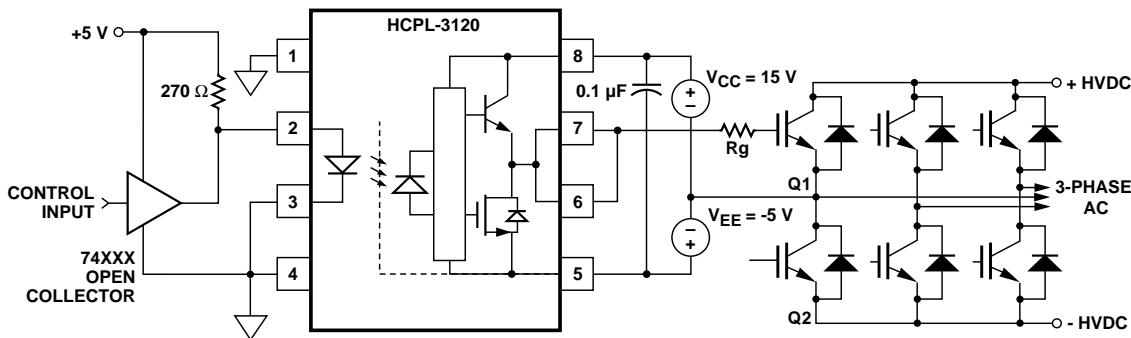 HCPL-3120
+5 V
270 Ω
CONTROL
INPUT
74XXX
OPEN
COLLECTOR
1
2
3
4
8
7
6
5
0.1 µF
VCC = 15 V
+
−
VEE = -5 V
−
+
Rg
Q1
Q2
+ HVDC
3-PHASE
AC
- HVDC